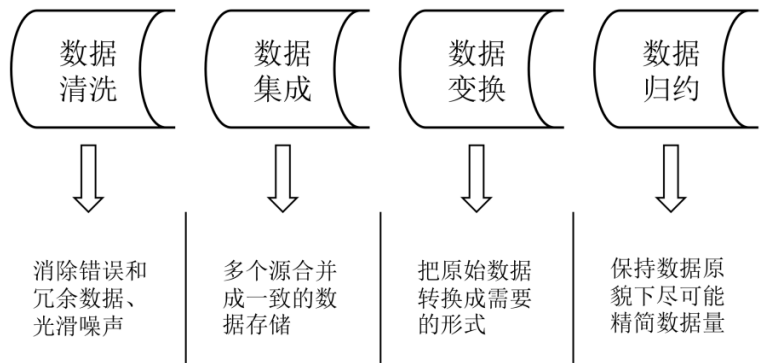 数据
清洗
数据
集成
数据
变换
数据
归约
消除错误和
冗余数据、
光滑噪声
多个源合并
成一致的数
据存储
把原始数据
转换成需要
的形式
保持数据原
貌下尽可能
精简数据量